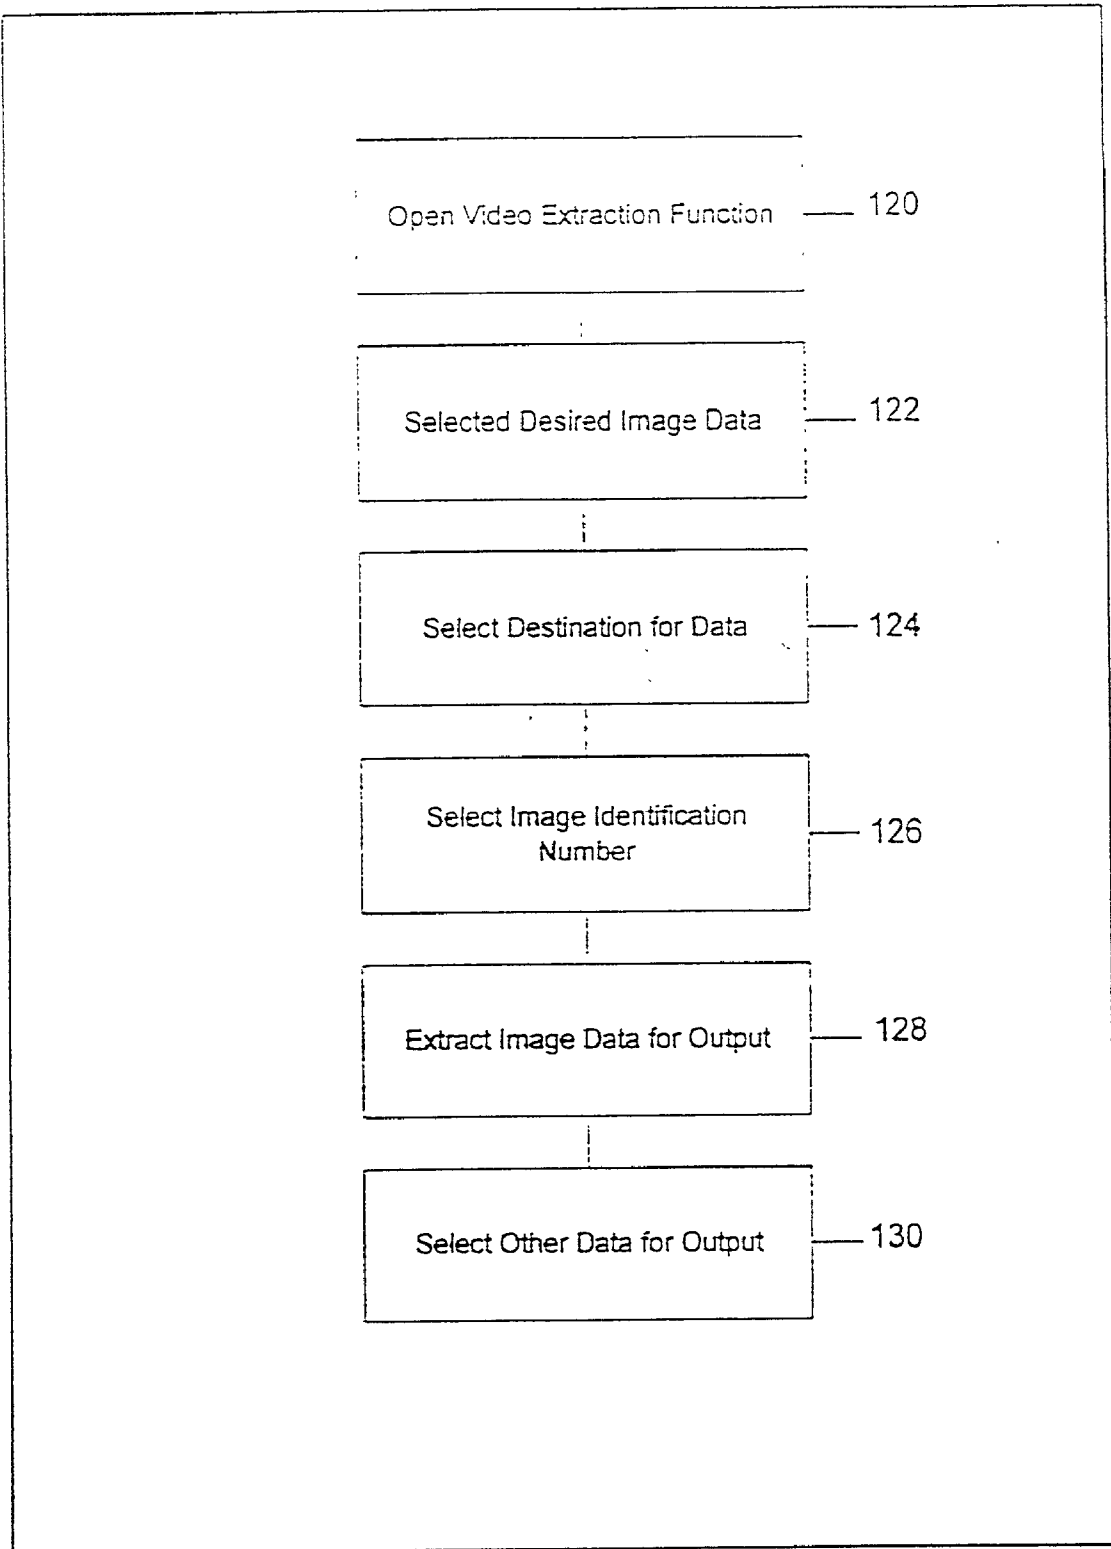 Open Video Extraction Function
120
Selected Desired Image Data
122
Select Destination for Data
124
Select Image Identification
Number
126
Extract Image Data for Output
128
Select Other Data for Output
130